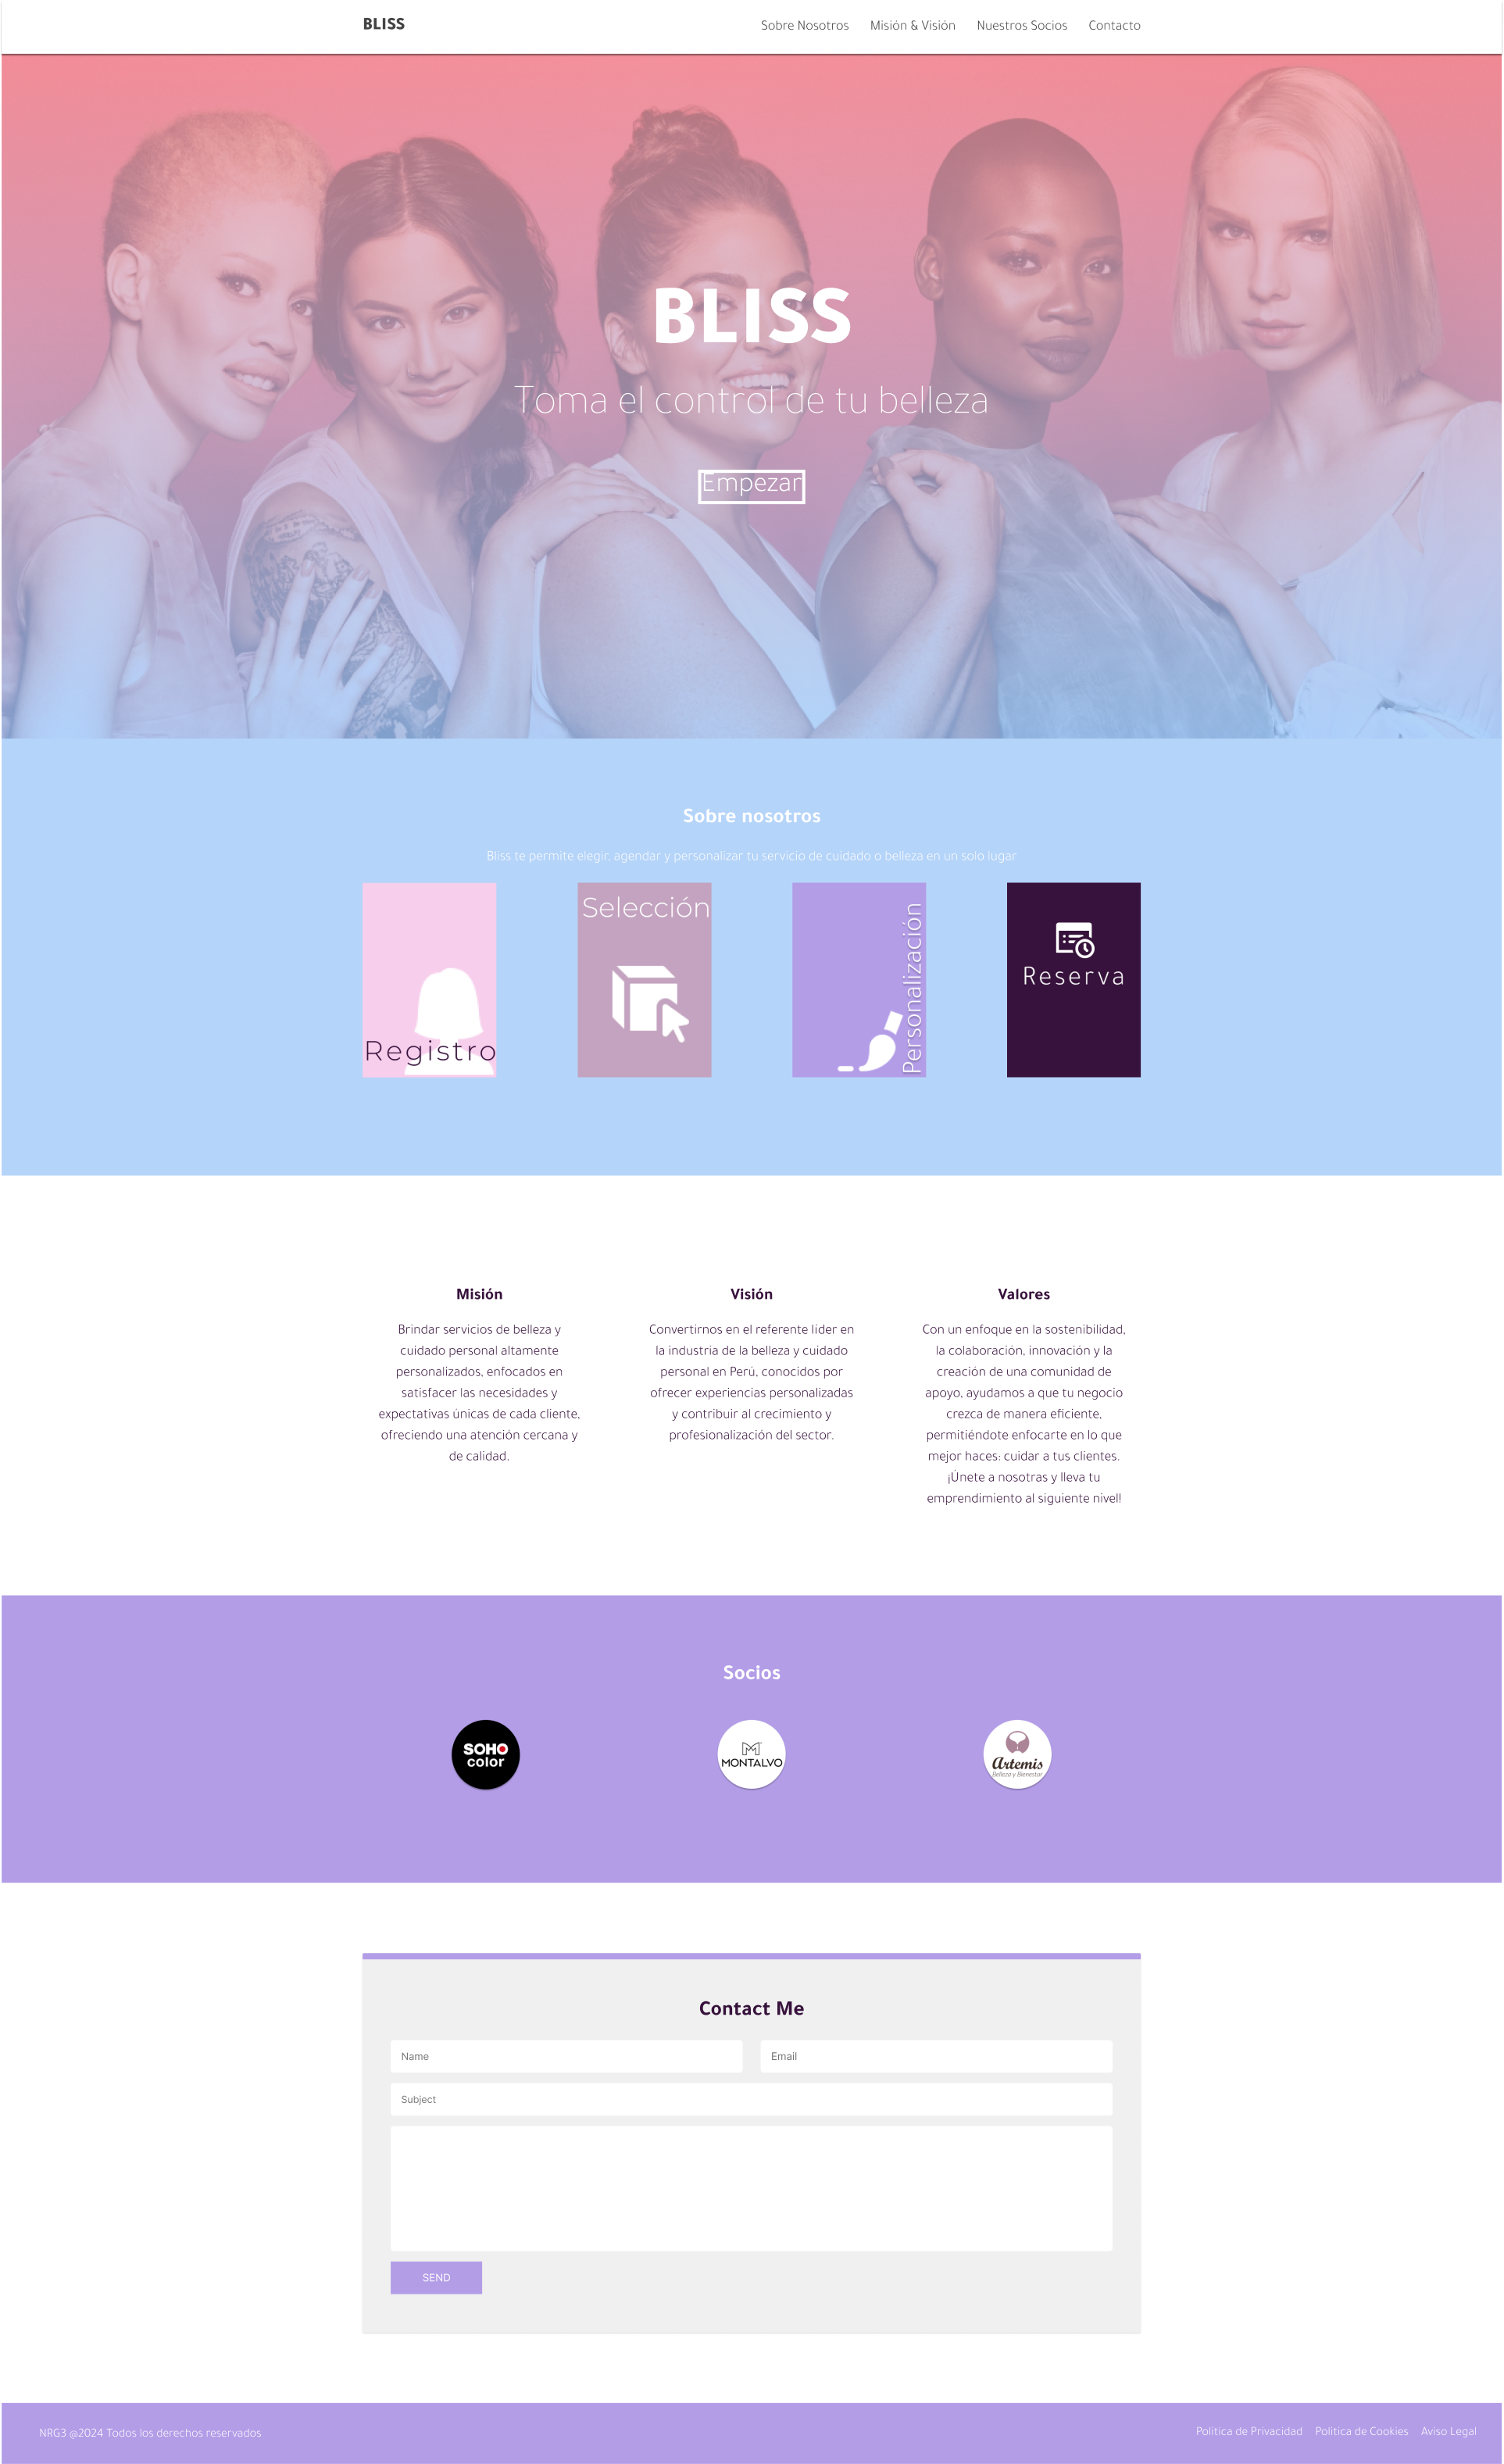 BLISS
Sobre Nosotros Misión & Visión Nuestros Socios Contacto
BLISS
Toma el control de tu belleza
Empezar
Sobre nosotros
Bliss te permite elegir, agendar y personalizar tu servicio de cuidado o belleza en un solo lugar
Registro
Selección
Personalización
Reserva
Misión
Brindar servicios de belleza y
cuidado personal altamente
personalizados, enfocados en
satisfacer las necesidades y
expectativas únicas de cada cliente,
ofreciendo una atención cercana y
de calidad.
Visión
Convertirnos en el referente líder en
la industria de la belleza y cuidado
personal en Perú, conocidos por
ofrecer experiencias personalizadas
y contribuir al crecimiento y
profesionalización del sector.
Valores
Con un enfoque en la sostenibilidad,
la colaboración, innovación y la
creación de una comunidad de
apoyo, ayudamos a que tu negocio
crezca de manera eficiente,
permitiéndote enfocarte en lo que
mejor haces: cuidar a tus clientes.
¡Únete a nosotras y lleva tu
emprendimiento al siguiente nivel!
Socios
SOHO
color
M
MONTALVO
Artemis
Belleza y Bienestar
Contact Me
Name
Email
Subject
SEND
NRG3 @2024 Todos los derechos reservados
Politica de Privacidad Politica de Cookies Aviso Legal